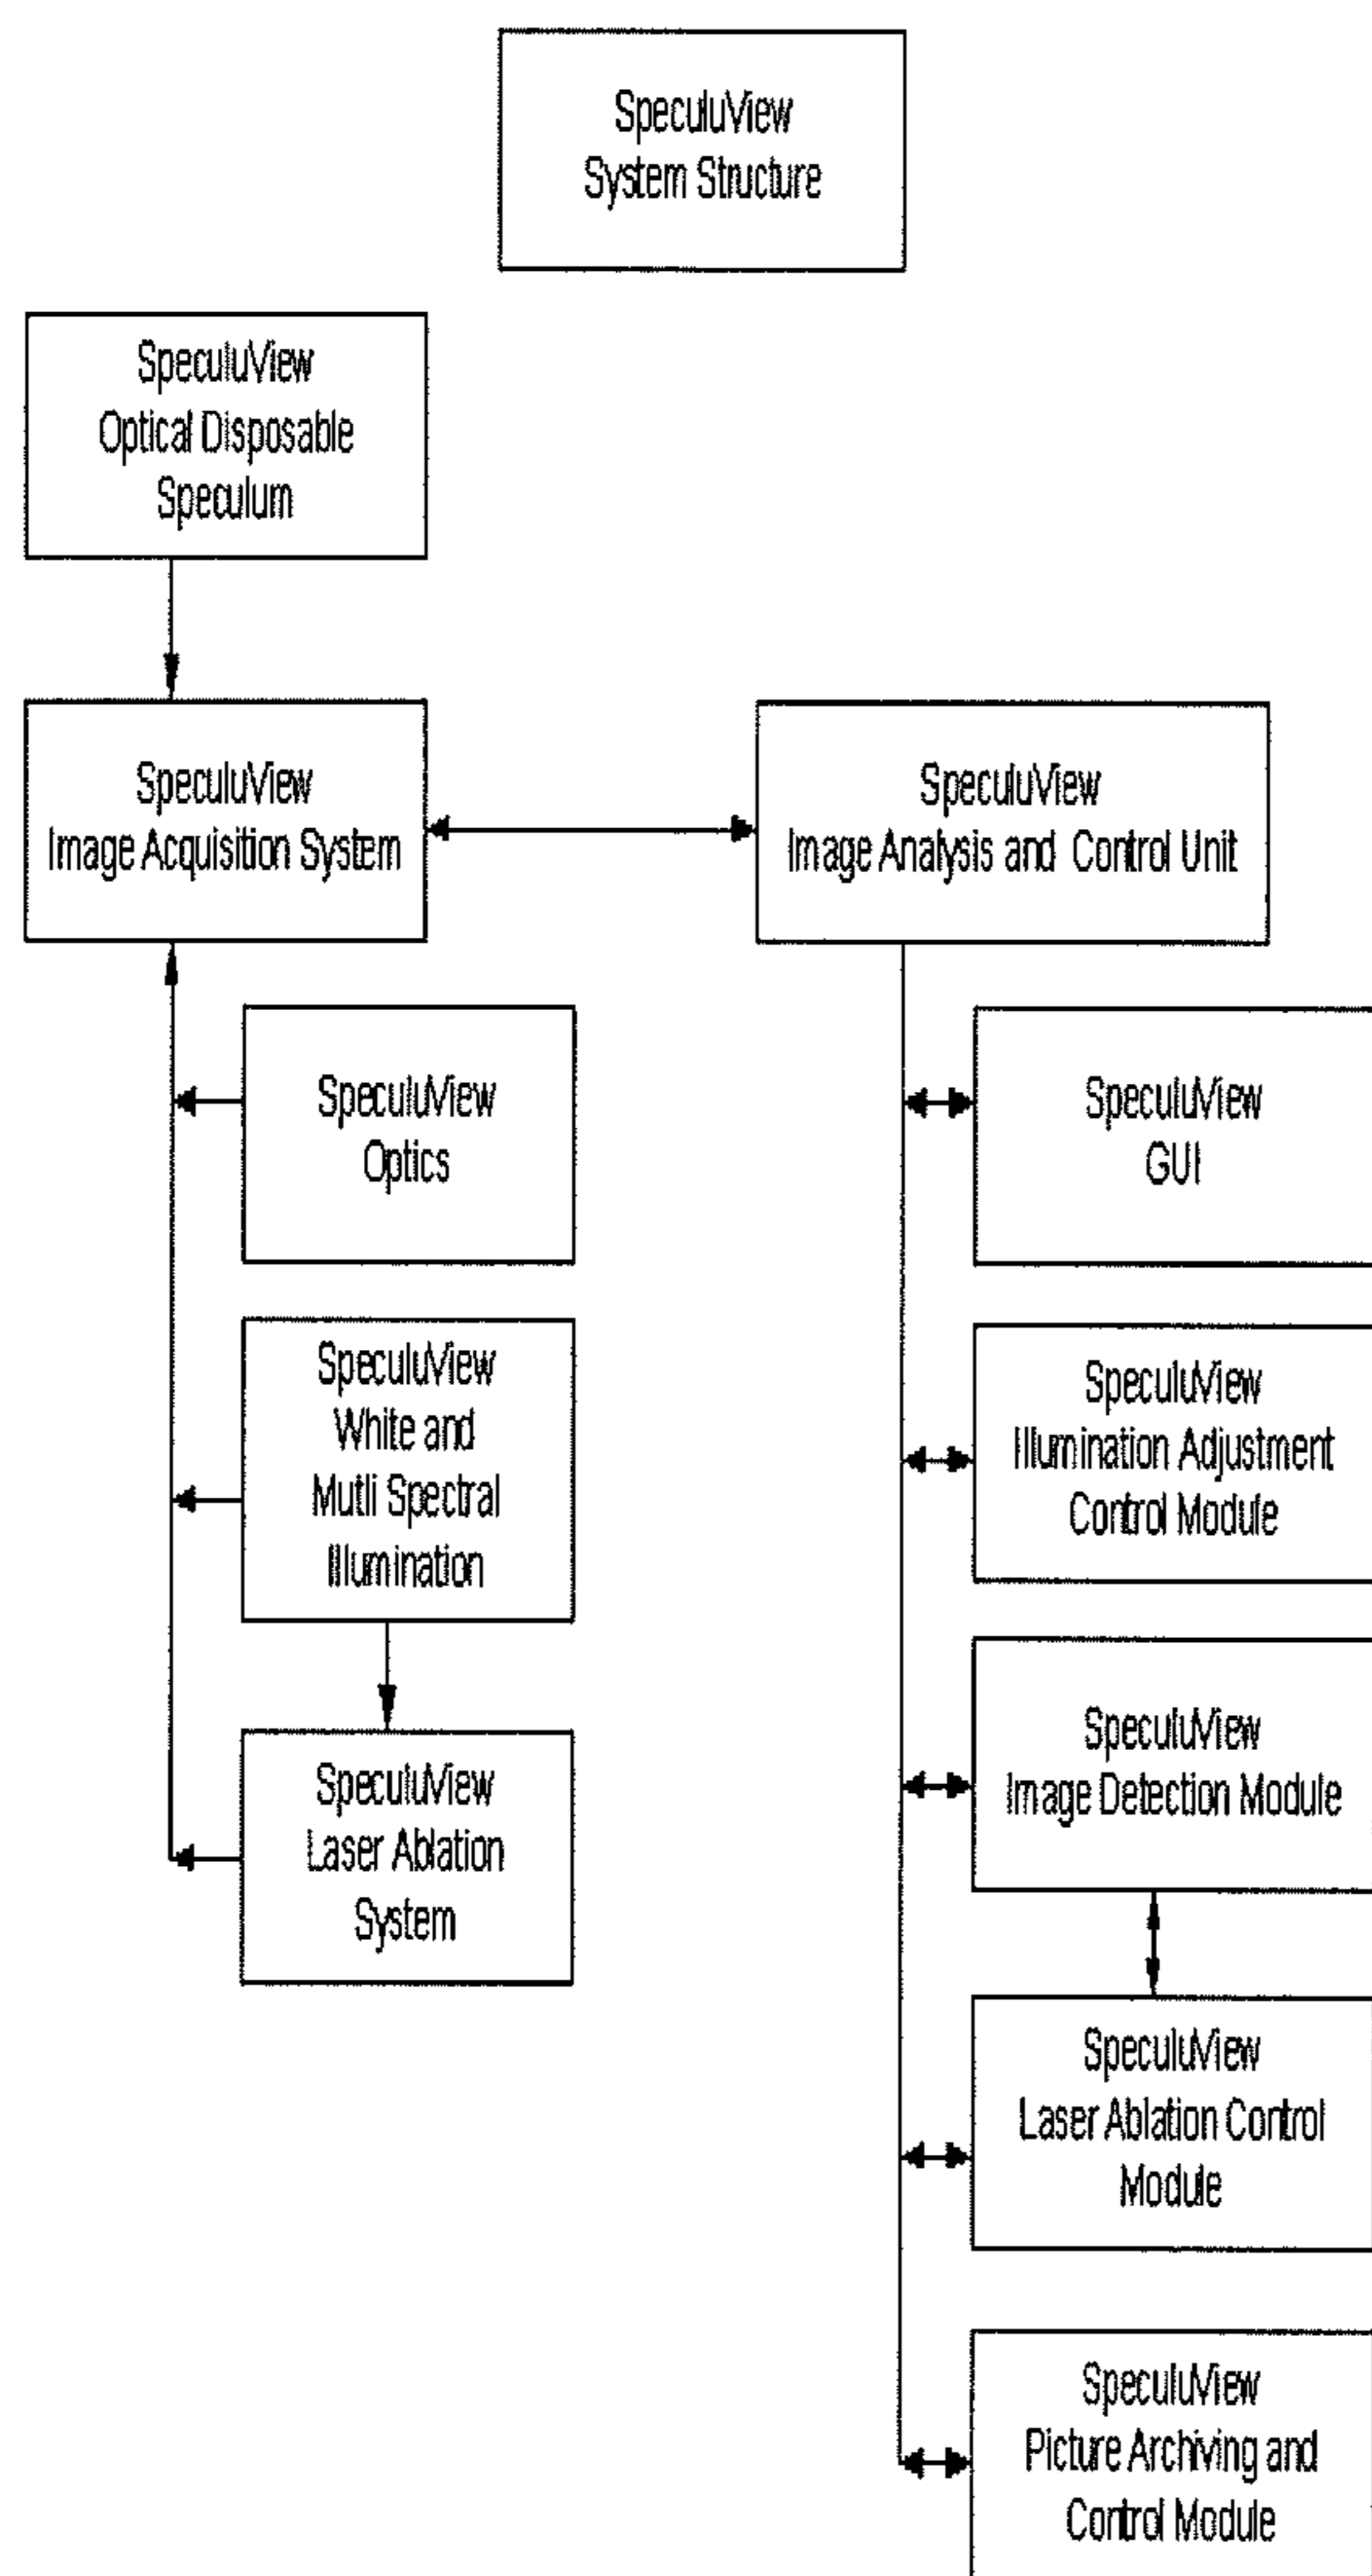 SpeculuView
System Structure
SpeculuView
Optical Disposable
Speculum
SpeculuView
Image Acquisition System
SpeculuView
Image Analysis and Control Unit
SpeculuView
Optics
SpeculuView
White and
Mutli Spectral
Illumination
SpeculuView
Laser Ablation
System
SpeculuView
GUI
SpeculuView
Illumination Adjustment
Control Module
SpeculuView
Image Detection Module
SpeculuView
Laser Ablation Control
Module
SpeculuView
Picture Archiving and
Control Module